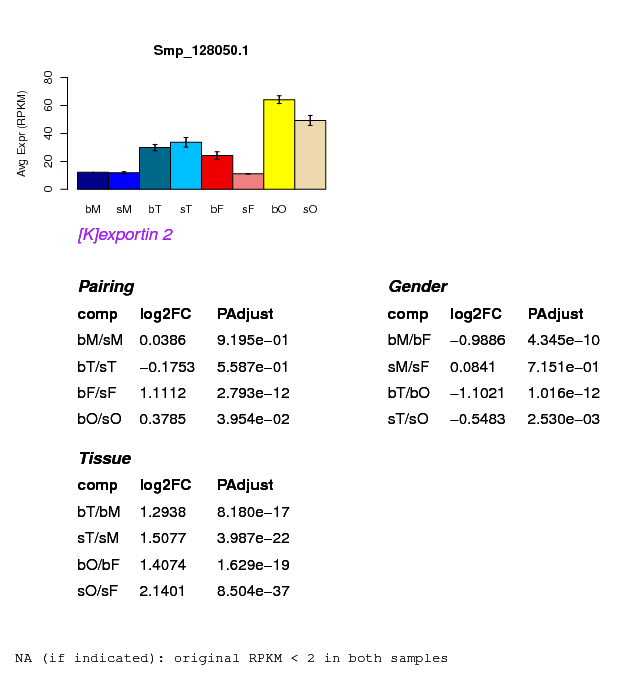 Smp_128050.1
Avg Expr (RPKM)
80
60
40
20
0
bM sM bT sT bF sF bO sO
[K]exportin 2
Pairing
comp log2FC PAdjust
bM/sM 0.0386 9.195e−01
bT/sT −0.1753 5.587e−01
bF/sF 1.1112 2.793e−12
bO/sO 0.3785 3.954e−02
Gender
comp log2FC PAdjust
bM/bF −0.9886 4.345e−10
sM/sF 0.0841 7.151e−01
bT/bO −1.1021 1.016e−12
sT/sO −0.5483 2.530e−03
Tissue
comp log2FC PAdjust
bT/bM 1.2938 8.180e−17
sT/sM 1.5077 3.987e−22
bO/bF 1.4074 1.629e−19
sO/sF 2.1401 8.504e−37
NA (if indicated): original RPKM < 2 in both samples